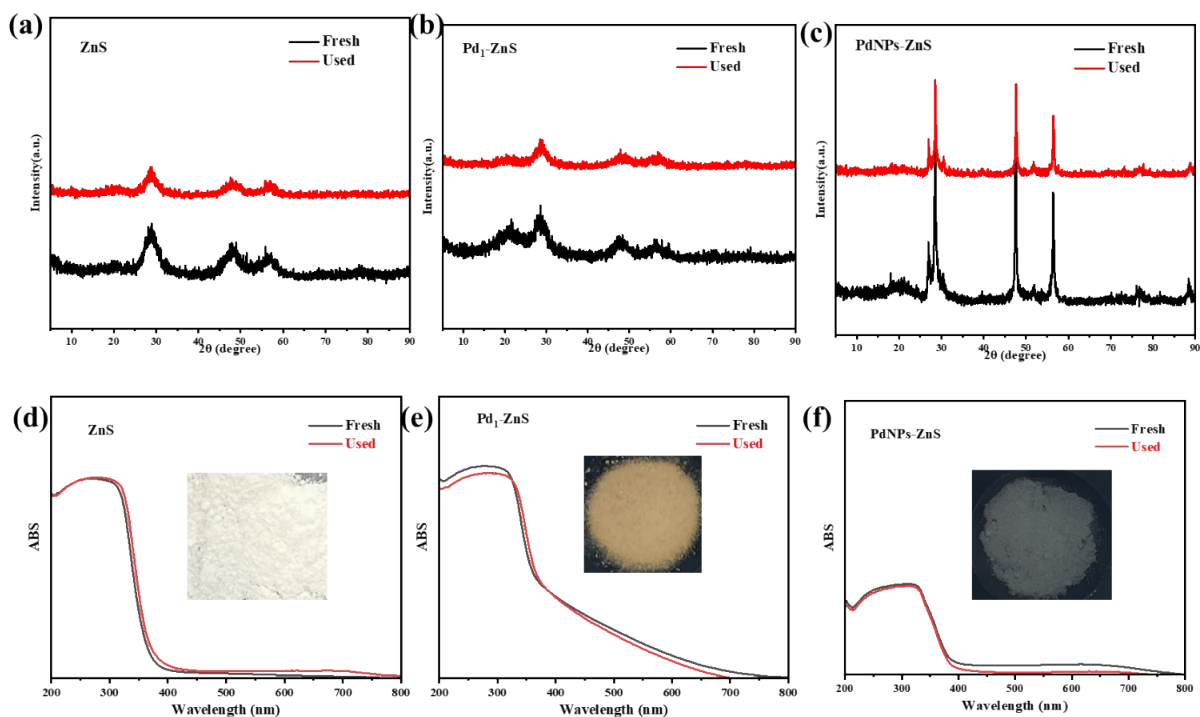 (a)
ZnS
Fresh
Used
Intensity(a.u.)
10 20 30 40 50 60 70 80 90
2θ (degree)
(b)
Pd₁-ZnS
Fresh
Used
Intensity(a.u.)
10 20 30 40 50 60 70 80 90
2θ (degree)
(c)
PdNPs-ZnS
Fresh
Used
Intensity(a.u.)
10 20 30 40 50 60 70 80 90
2θ (degree)
(d)
ZnS
Fresh
Used
ABS
200 300 400 500 600 700 800
Wavelength (nm)
(e)
Pd₁-ZnS
Fresh
Used
ABS
200 300 400 500 600 700 800
Wavelength (nm)
(f)
PdNPs-ZnS
Fresh
Used
ABS
200 300 400 500 600 700 800
Wavelength (nm)